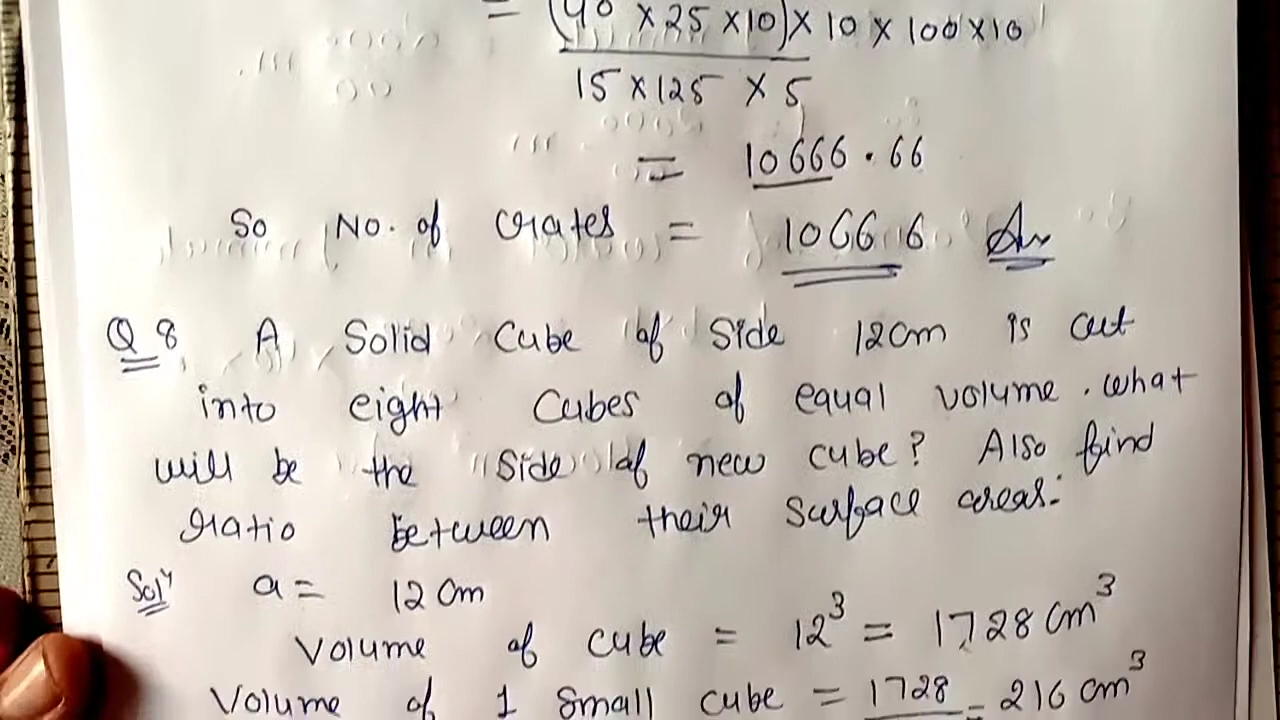 = (40 × 25 × 10) × 10 × 100 × 10
15 × 125 × 5
= 10666.66
So No. of crates = 10666 Ans
Q 8 A Solid Cube of Side 12cm is cut
into eight Cubes of equal volume. what
will be the Side of new cube? Also find
ratio between their surface areas.
Solⁿ a = 12 cm
Volume of cube = 12³ = 1728 cm³
Volume of 1 Small cube = 1728 = 216 cm³